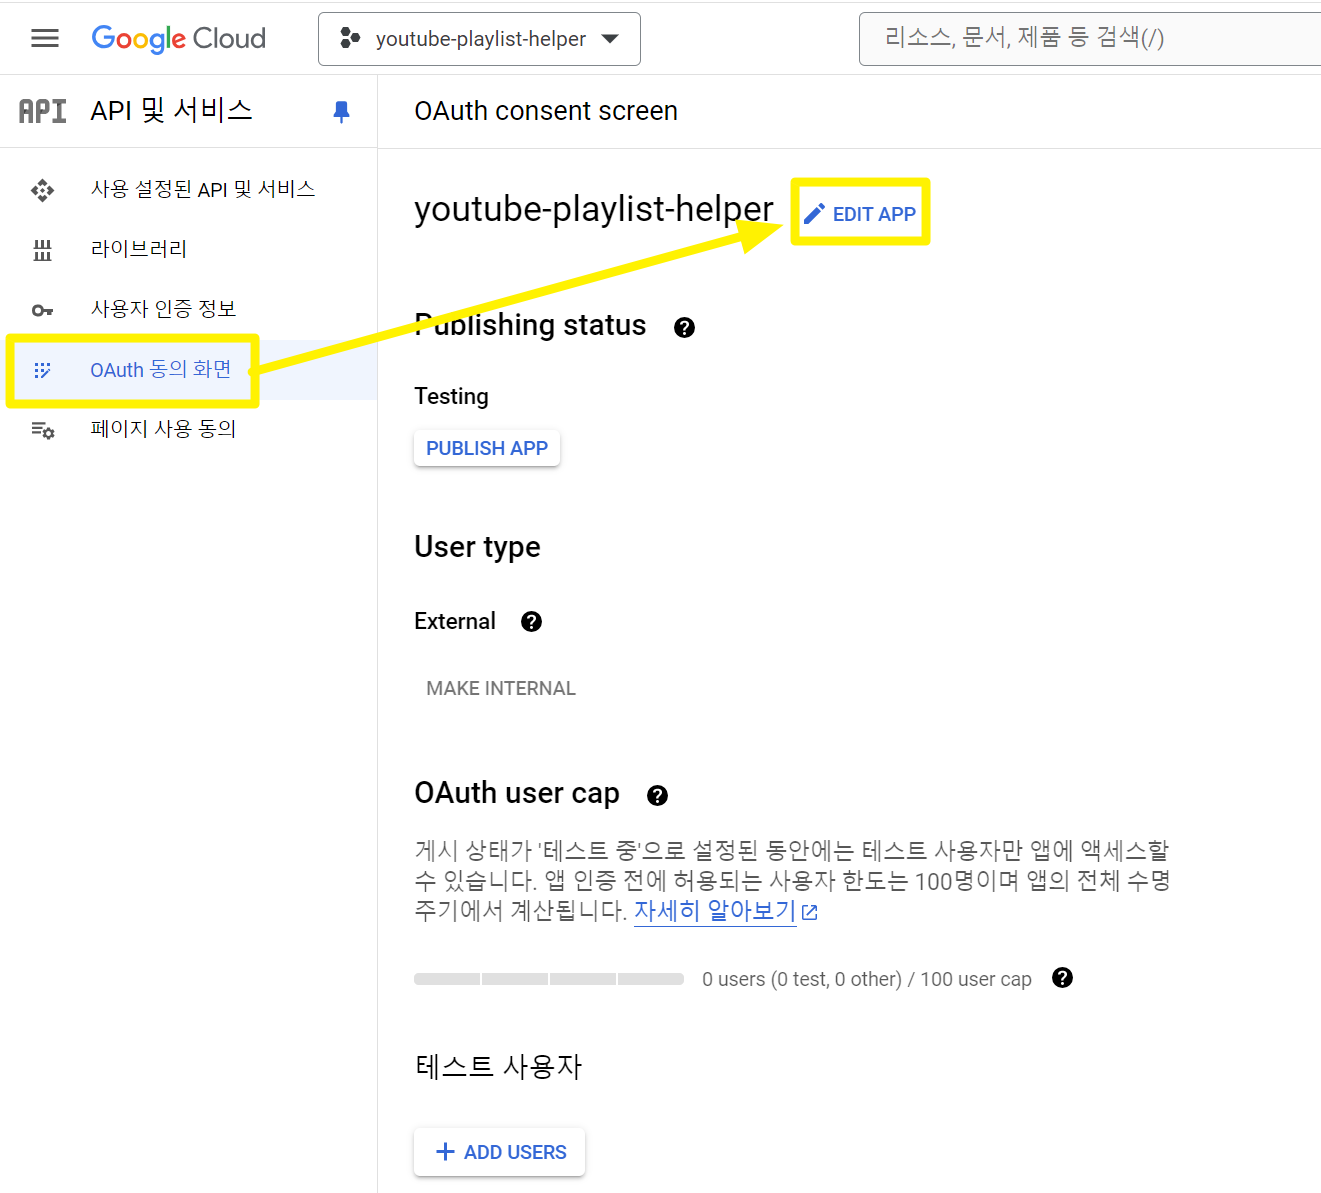 Google Cloud
youtube-playlist-helper
리소스, 문서, 제품 등 검색(/)
API
API 및 서비스
OAuth consent screen
사용 설정된 API 및 서비스
라이브러리
사용자 인증 정보
OAuth 동의 화면
페이지 사용 동의
youtube-playlist-helper
EDIT APP
Publishing status
Testing
PUBLISH APP
User type
External
MAKE INTERNAL
OAuth user cap
게시 상태가 '테스트 중'으로 설정된 동안에는 테스트 사용자만 앱에 액세스할
수 있습니다. 앱 인증 전에 허용되는 사용자 한도는 100명이며 앱의 전체 수명
주기에서 계산됩니다. 자세히 알아보기
0 users (0 test, 0 other) / 100 user cap
테스트 사용자
+ ADD USERS